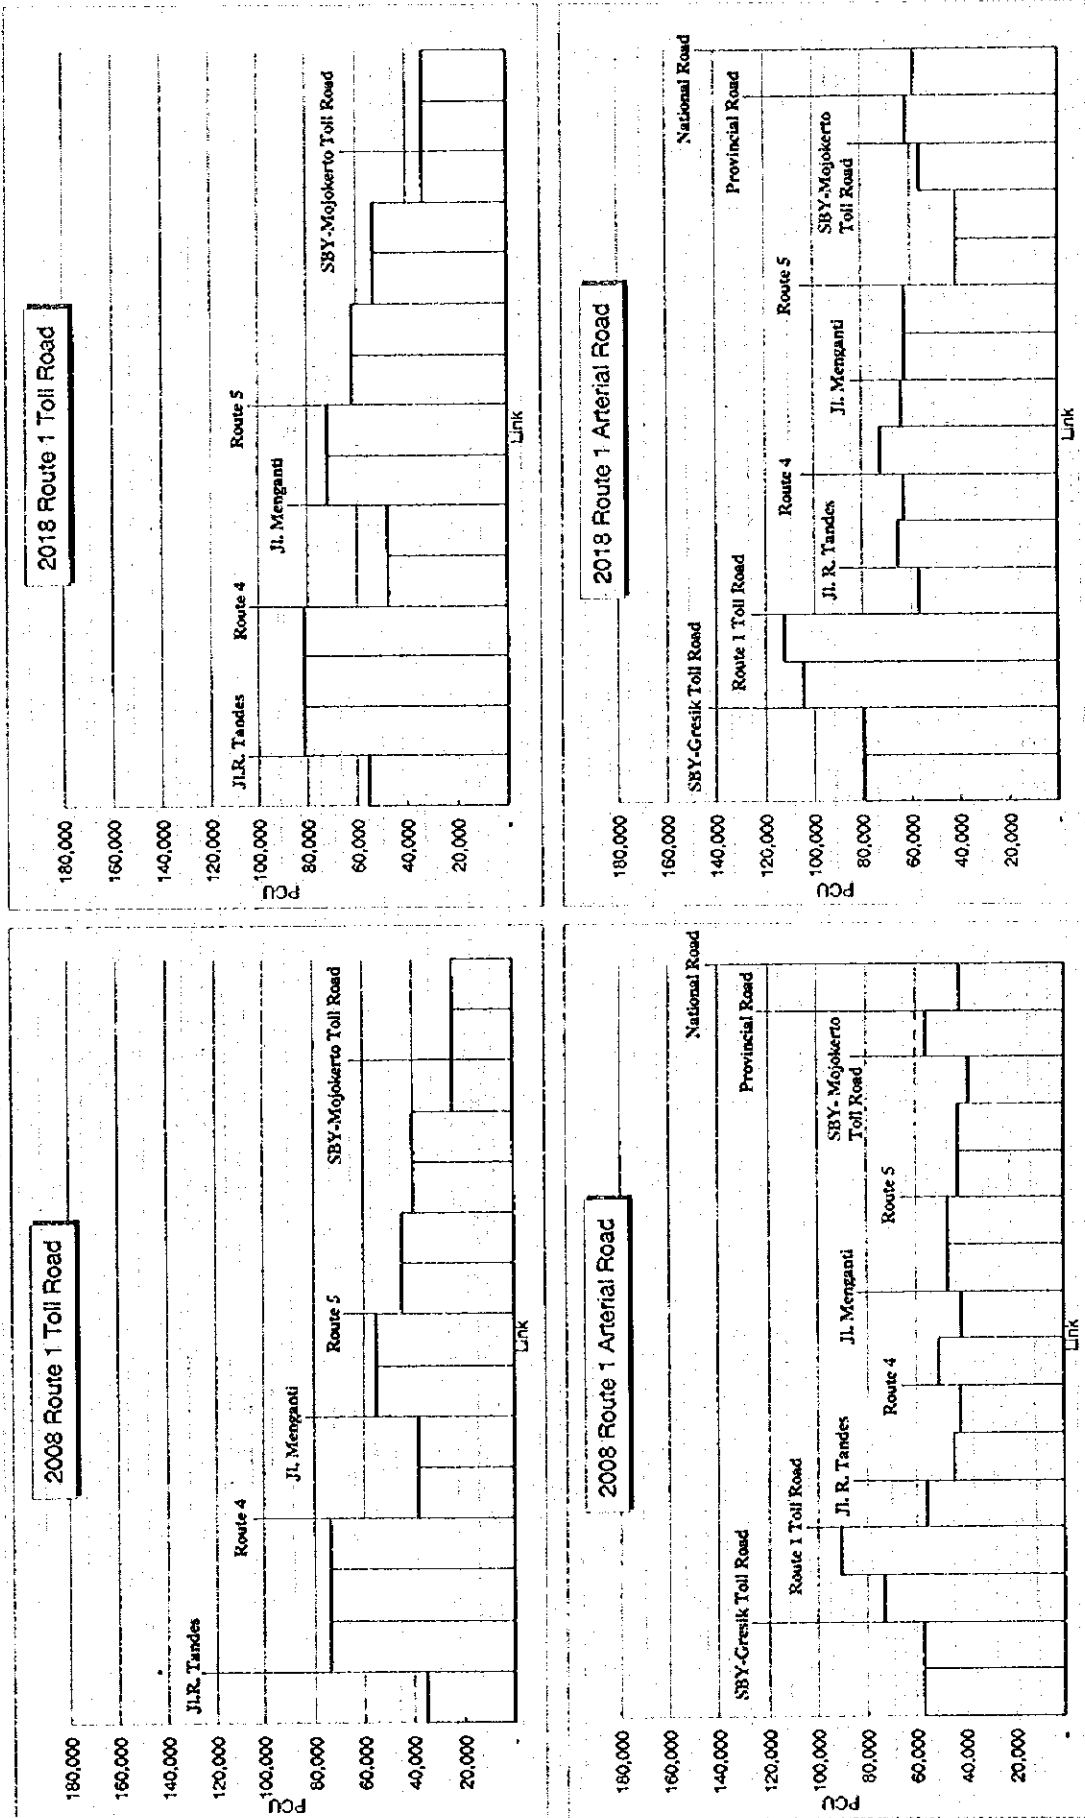 2008 Route 1 Toll Road
180,000
160,000
140,000
120,000
100,000
80,000
60,000
40,000
20,000
-
PCU
Jl.R. Tandes
Route 4
Jl. Menganti
Route 5
SBY-Mojokerto Toll Road
Link
2018 Route 1 Toll Road
180,000
160,000
140,000
120,000
100,000
80,000
60,000
40,000
20,000
-
PCU
Jl.R. Tandes
Route 4
Jl. Menganti
Route 5
SBY-Mojokerto Toll Road
Link
2008 Route 1 Arterial Road
180,000
160,000
140,000
120,000
100,000
80,000
60,000
40,000
20,000
-
PCU
SBY-Gresik Toll Road
Route 1 Toll Road
Jl. R. Tandes
Route 4
Jl. Menganti
Route 5
SBY- Mojokerto
Toll Road
Provincial Road
National Road
Link
2018 Route 1 Arterial Road
180,000
160,000
140,000
120,000
100,000
80,000
60,000
40,000
20,000
-
PCU
SBY-Gresik Toll Road
Route 1 Toll Road
Jl. R. Tandes
Route 4
Jl. Menganti
Route 5
SBY-Mojokerto
Toll Road
Provincial Road
National Road
Link